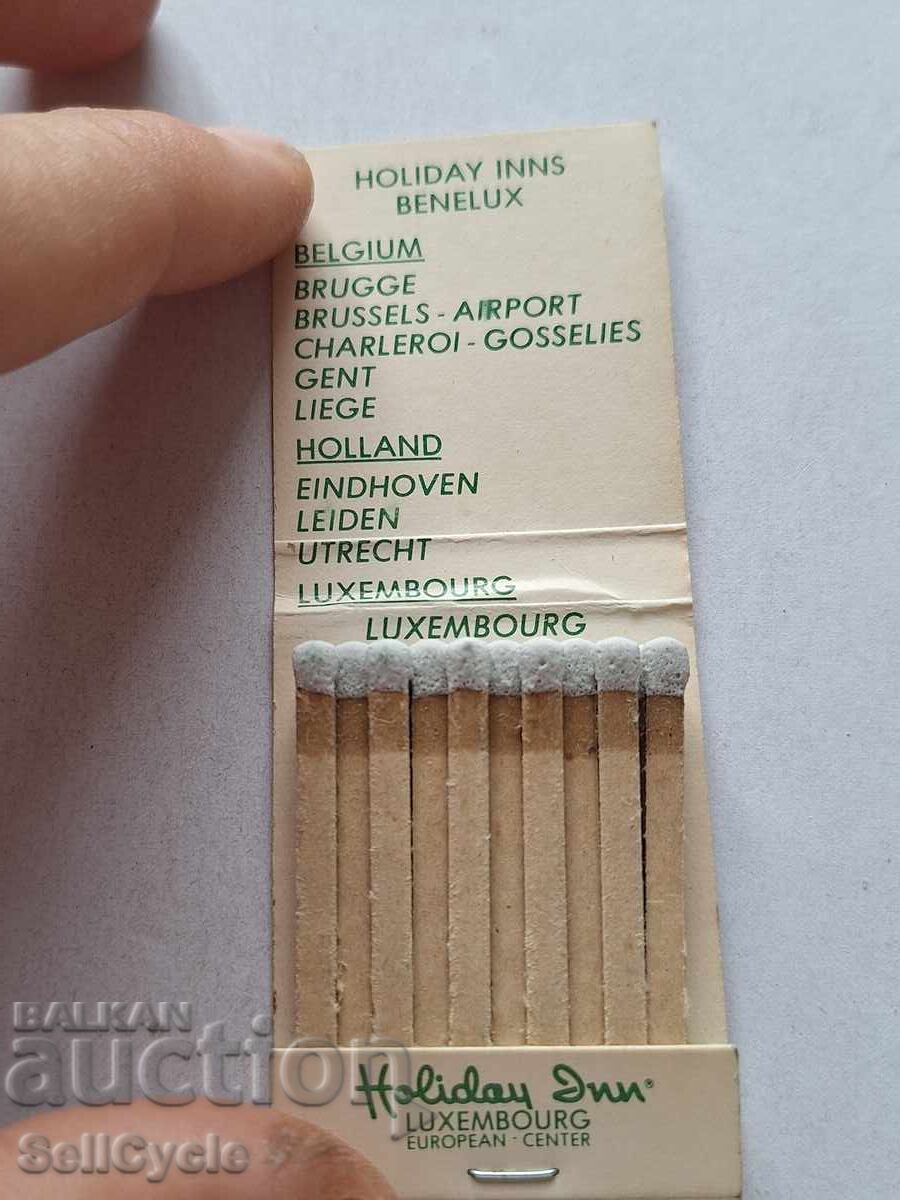 HOLIDAY INNS
BENELUX
BELGIUM
BRUGGE
BRUSSELS - AIRPORT
CHARLEROI - GOSSELIES
GENT
LIEGE
HOLLAND
EINDHOVEN
LEIDEN
UTRECHT
LUXEMBOURG
LUXEMBOURG
Holiday Inn®
LUXEMBOURG
EUROPEAN - CENTER
BALKAN
auction
SellCycle